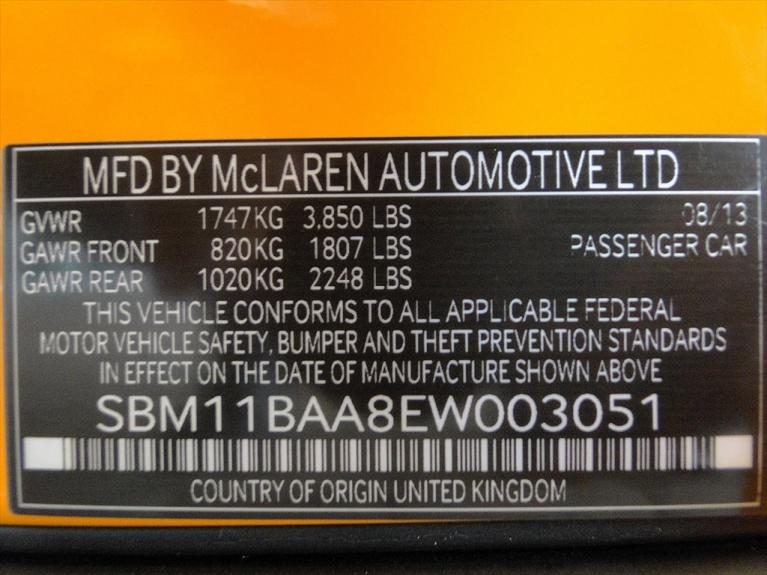 MFD BY McLAREN AUTOMOTIVE LTD
GVWR 1747KG 3,850 LBS 08/13
GAWR FRONT 820KG 1807 LBS PASSENGER CAR
GAWR REAR 1020KG 2248 LBS
THIS VEHICLE CONFORMS TO ALL APPLICABLE FEDERAL
MOTOR VEHICLE SAFETY, BUMPER AND THEFT PREVENTION STANDARDS
IN EFFECT ON THE DATE OF MANUFACTURE SHOWN ABOVE
SBM11BAA8EW003051
COUNTRY OF ORIGIN UNITED KINGDOM